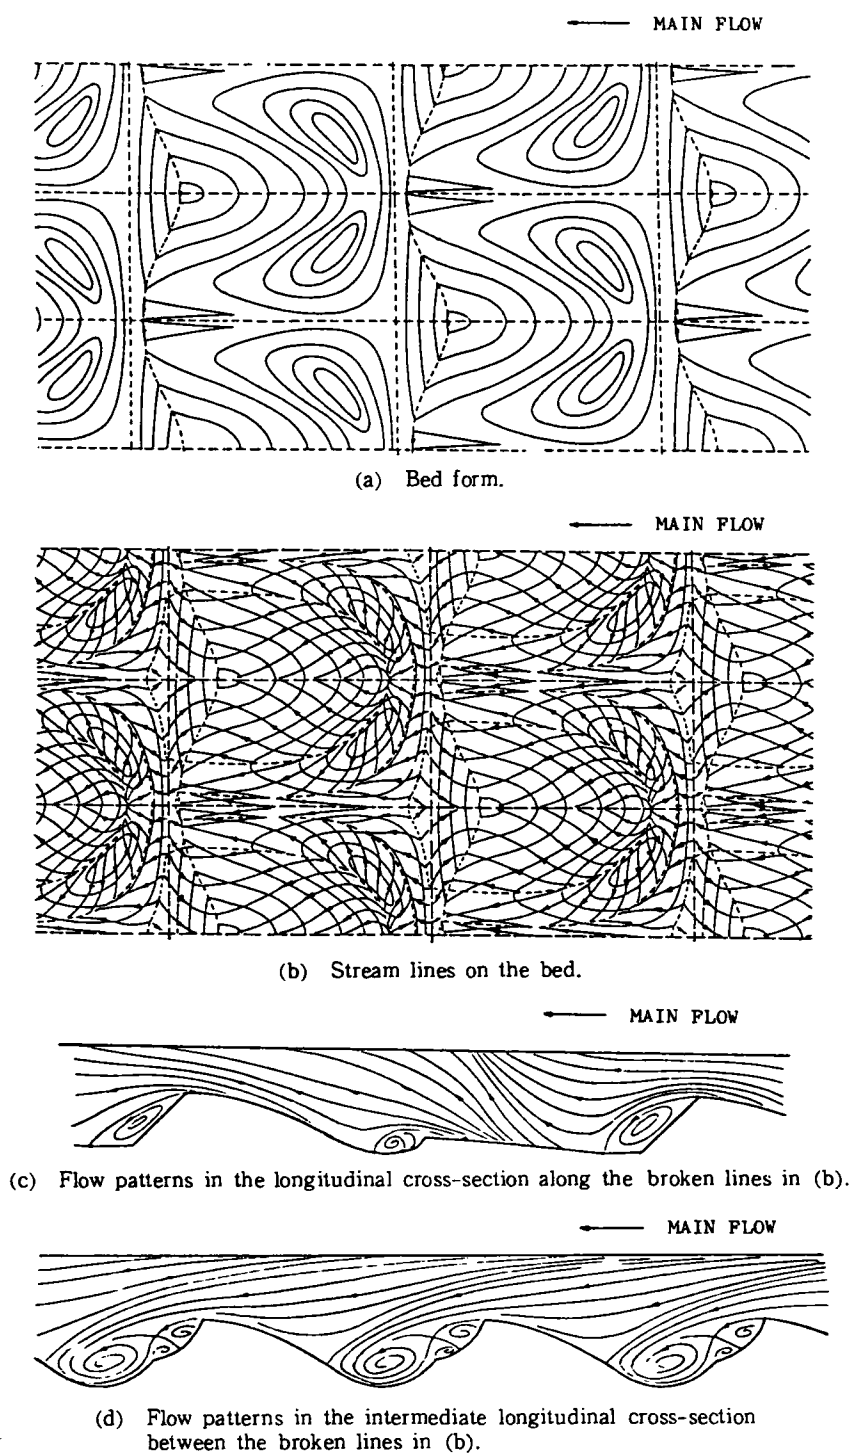 MAIN FLOW
(a) Bed form.
MAIN FLOW
(b) Stream lines on the bed.
MAIN FLOW
(c) Flow patterns in the longitudinal cross-section along the broken lines in (b).
MAIN FLOW
(d) Flow patterns in the intermediate longitudinal cross-section
between the broken lines in (b).